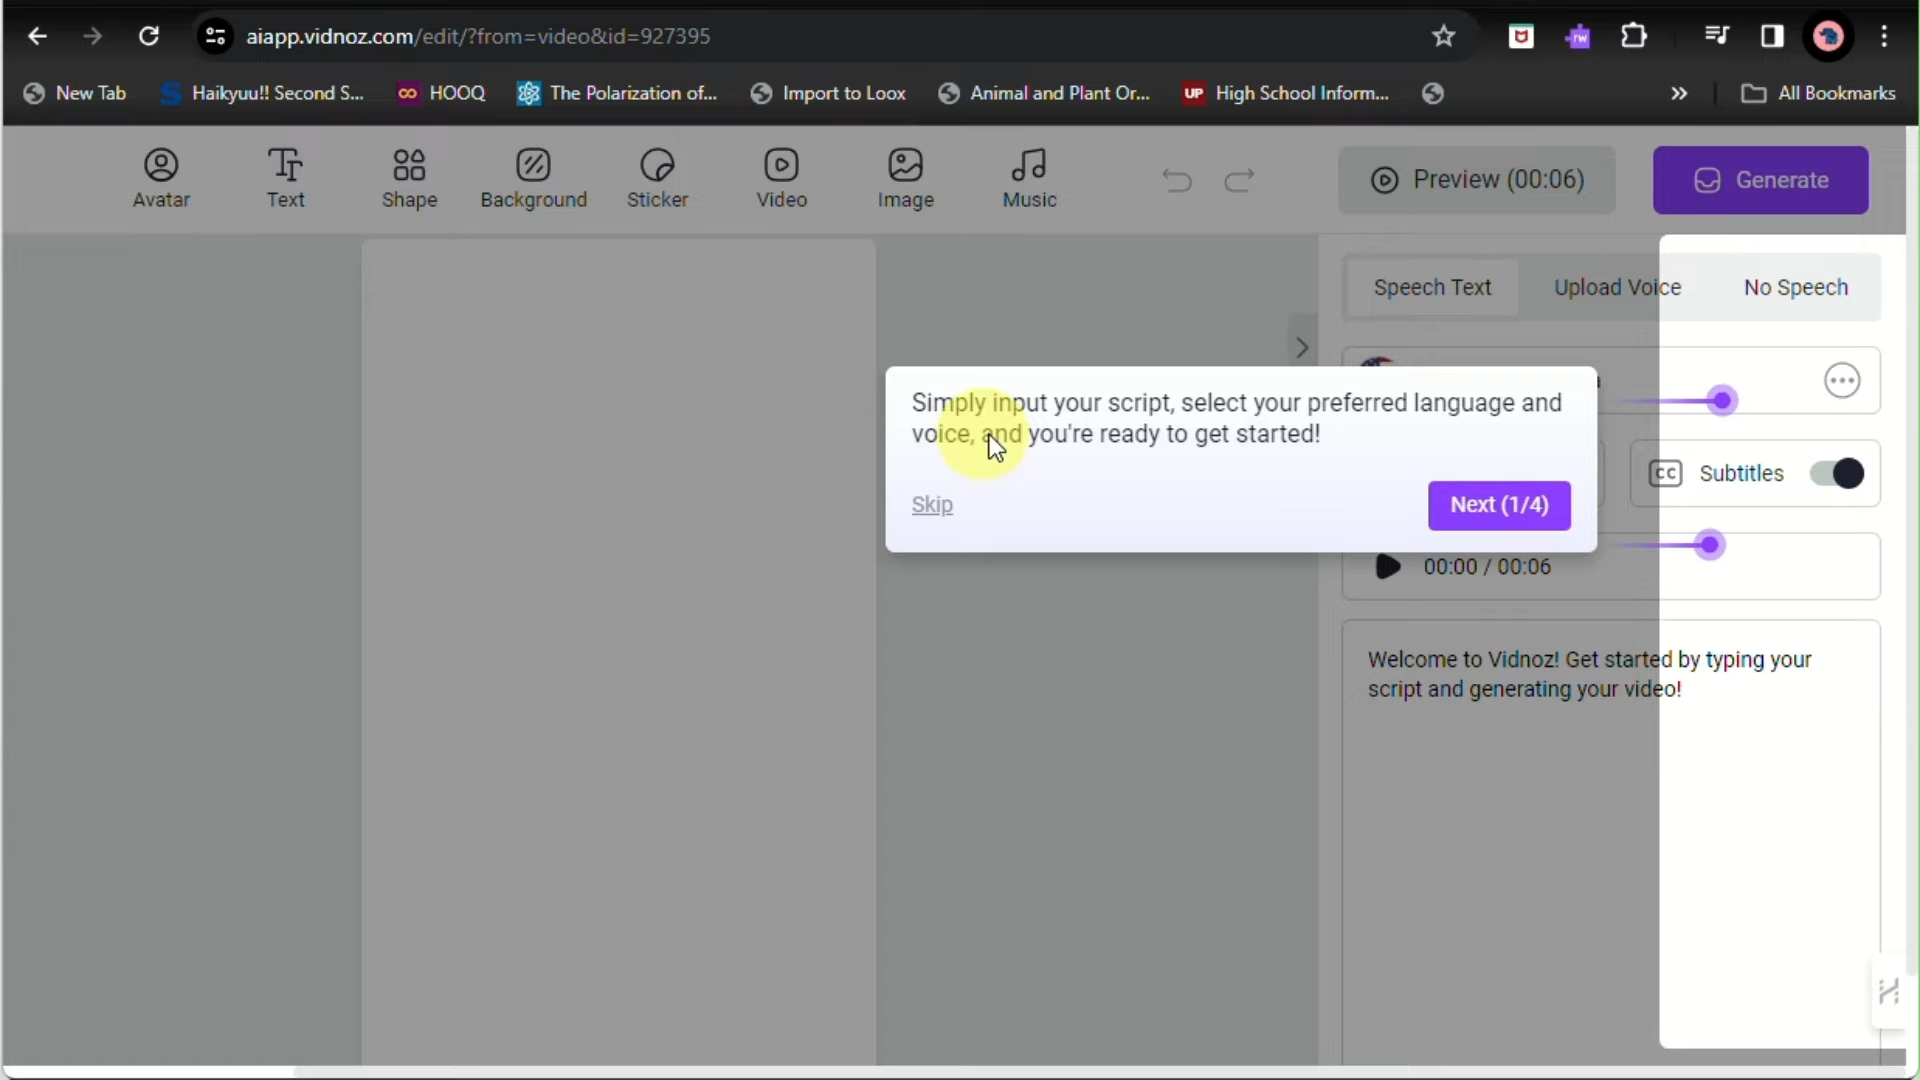 aiapp.vidnoz.com/edit/?from=video&id=927395
New Tab
Haikyuu!! Second S...
HOOQ
The Polarization of...
Import to Loox
Animal and Plant Or...
UP
High School Inform...
»
All Bookmarks
Avatar
Text
Shape
Background
Sticker
Video
Image
Music
Preview (00:06)
Generate
Speech Text
Upload Voice
No Speech
Simply input your script, select your preferred language and
voice, and you're ready to get started!
Skip
Next (1/4)
CC
Subtitles
00:00 / 00:06
Welcome to Vidnoz! Get started by typing your
script and generating your video!